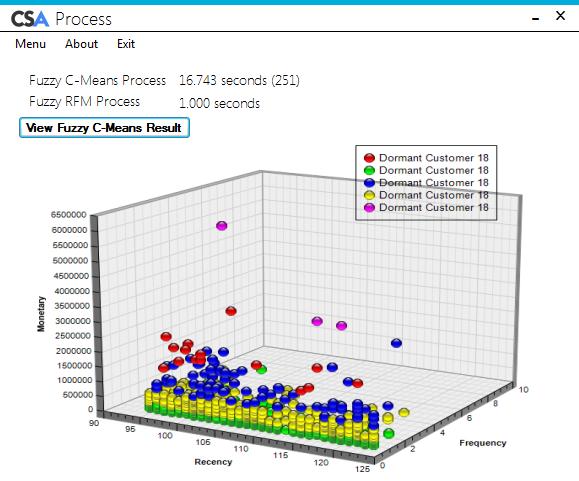 CSA Process
Menu About Exit
Fuzzy C-Means Process 16.743 seconds (251)
Fuzzy RFM Process 1.000 seconds
View Fuzzy C-Means Result
Dormant Customer 18
Dormant Customer 18
Dormant Customer 18
Dormant Customer 18
Dormant Customer 18
6500000
6000000
5500000
5000000
4500000
4000000
3500000
3000000
2500000
2000000
1500000
1000000
500000
0
Monetary
90
95
100
105
110
115
120
125
Recency
0
2
4
6
8
10
Frequency